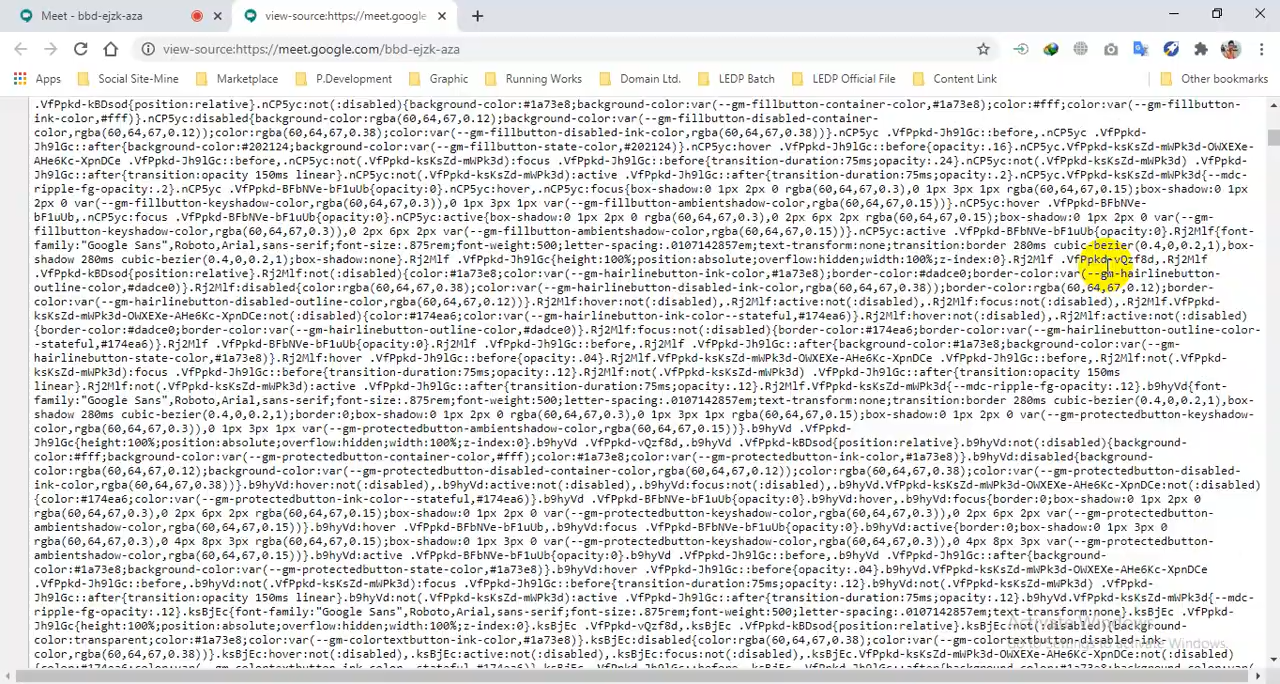 Meet - bbd-ejzk-aza
view-source:https://meet.google
view-source:https://meet.google.com/bbd-ejzk-aza
Apps Social Site-Mine Marketplace P.Development Graphic Running Works Domain Ltd. LEDP Batch LEDP Official File Content Link Other bookmarks
.VfPpkd-kBDsod{position:relative}.nCP5yc:not(:disabled){background-color:#1a73e8;background-color:var(--gm-fillbutton-container-color,#1a73e8);color:#fff;color:var(--gm-fillbutton-
ink-color,#fff)}.nCP5yc:disabled{background-color:rgba(60,64,67,0.12);background-color:var(--gm-fillbutton-disabled-container-
color,rgba(60,64,67,0.12));color:rgba(60,64,67,0.38);color:var(--gm-fillbutton-disabled-ink-color,rgba(60,64,67,0.38))}.nCP5yc .VfPpkd-Jh9lGc::before,.nCP5yc .VfPpkd-
Jh9lGc::after{background-color:#202124;background-color:var(--gm-fillbutton-state-color,#202124)}.nCP5yc:hover .VfPpkd-Jh9lGc::before{opacity:.16}.nCP5yc.VfPpkd-ksKsZd-mWPk3d-OWXEXe-
AHe6Kc-XpnDCe .VfPpkd-Jh9lGc::before,.nCP5yc:not(.VfPpkd-ksKsZd-mWPk3d):focus .VfPpkd-Jh9lGc::before{transition-duration:75ms;opacity:.24}.nCP5yc:not(.VfPpkd-ksKsZd-mWPk3d) .VfPpkd-
Jh9lGc::after{transition:opacity 150ms linear}.nCP5yc:not(.VfPpkd-ksKsZd-mWPk3d):active .VfPpkd-Jh9lGc::after{transition-duration:75ms;opacity:.2}.nCP5yc.VfPpkd-ksKsZd-mWPk3d{--mdc-
ripple-fg-opacity:.2}.nCP5yc .VfPpkd-BFbNVe-bF1uUb{opacity:0}.nCP5yc:hover,.nCP5yc:focus{box-shadow:0 1px 2px 0 rgba(60,64,67,0.3),0 1px 3px 1px rgba(60,64,67,0.15);box-shadow:0 1px
2px 0 var(--gm-fillbutton-keyshadow-color,rgba(60,64,67,0.3)),0 1px 3px 1px var(--gm-fillbutton-ambientshadow-color,rgba(60,64,67,0.15))}.nCP5yc:hover .VfPpkd-BFbNVe-
bF1uUb,.nCP5yc:focus .VfPpkd-BFbNVe-bF1uUb{opacity:0}.nCP5yc:active{box-shadow:0 1px 2px 0 rgba(60,64,67,0.3),0 2px 6px 2px rgba(60,64,67,0.15);box-shadow:0 1px 2px 0 var(--gm-
fillbutton-keyshadow-color,rgba(60,64,67,0.3)),0 2px 6px 2px var(--gm-fillbutton-ambientshadow-color,rgba(60,64,67,0.15))}.nCP5yc:active .VfPpkd-BFbNVe-bF1uUb{opacity:0}.Rj2Mlf{font-
family:"Google Sans",Roboto,Arial,sans-serif;font-size:.875rem;font-weight:500;letter-spacing:.0107142857em;text-transform:none;transition:border 280ms cubic-bezier(0.4,0,0.2,1),box-
shadow 280ms cubic-bezier(0.4,0,0.2,1)}.Rj2Mlf .VfPpkd-Jh9lGc{height:100%;position:absolute;overflow:hidden;width:100%;z-index:0}.Rj2Mlf .VfPpkd-vQzf8d,.Rj2Mlf
.VfPpkd-kBDsod{position:relative}.Rj2Mlf:not(:disabled){color:#1a73e8;color:var(--gm-hairlinebutton-ink-color,#1a73e8);border-color:#dadce0;border-color:var(--gm-hairlinebutton-
outline-color,#dadce0)}.Rj2Mlf:disabled{color:rgba(60,64,67,0.38);color:var(--gm-hairlinebutton-disabled-ink-color,rgba(60,64,67,0.38));border-color:rgba(60,64,67,0.12);border-
color:var(--gm-hairlinebutton-disabled-outline-color,rgba(60,64,67,0.12))}.Rj2Mlf:hover:not(:disabled),.Rj2Mlf:active:not(:disabled),.Rj2Mlf:focus:not(:disabled),.Rj2Mlf.VfPpkd-
ksKsZd-mWPk3d-OWXEXe-AHe6Kc-XpnDCe:not(:disabled){color:#174ea6;color:var(--gm-hairlinebutton-ink-color--stateful,#174ea6)}.Rj2Mlf:hover:not(:disabled),.Rj2Mlf:active:not(:disabled)
{border-color:#dadce0;border-color:var(--gm-hairlinebutton-outline-color,#dadce0)}.Rj2Mlf:focus:not(:disabled){border-color:#174ea6;border-color:var(--gm-hairlinebutton-outline-color-
-stateful,#174ea6)}.Rj2Mlf .VfPpkd-BFbNVe-bF1uUb{opacity:0}.Rj2Mlf .VfPpkd-Jh9lGc::before,.Rj2Mlf .VfPpkd-Jh9lGc::after{background-color:#1a73e8;background-color:var(--gm-
hairlinebutton-state-color,#1a73e8)}.Rj2Mlf:hover .VfPpkd-Jh9lGc::before{opacity:.04}.Rj2Mlf.VfPpkd-ksKsZd-mWPk3d-OWXEXe-AHe6Kc-XpnDCe .VfPpkd-Jh9lGc::before,.Rj2Mlf:not(.VfPpkd-
ksKsZd-mWPk3d):focus .VfPpkd-Jh9lGc::before{transition-duration:75ms;opacity:.12}.Rj2Mlf:not(.VfPpkd-ksKsZd-mWPk3d) .VfPpkd-Jh9lGc::after{transition:opacity 150ms
linear}.Rj2Mlf:not(.VfPpkd-ksKsZd-mWPk3d):active .VfPpkd-Jh9lGc::after{transition-duration:75ms;opacity:.12}.Rj2Mlf.VfPpkd-ksKsZd-mWPk3d{--mdc-ripple-fg-opacity:.12}.b9hyVd{font-
family:"Google Sans",Roboto,Arial,sans-serif;font-size:.875rem;font-weight:500;letter-spacing:.0107142857em;text-transform:none;transition:border 280ms cubic-bezier(0.4,0,0.2,1),box-
shadow 280ms cubic-bezier(0.4,0,0.2,1);border:0;box-shadow:0 1px 2px 0 rgba(60,64,67,0.3),0 1px 3px 1px rgba(60,64,67,0.15);box-shadow:0 1px 2px 0 var(--gm-protectedbutton-keyshadow-
color,rgba(60,64,67,0.3)),0 1px 3px 1px var(--gm-protectedbutton-ambientshadow-color,rgba(60,64,67,0.15))}.b9hyVd .VfPpkd-
Jh9lGc{height:100%;position:absolute;overflow:hidden;width:100%;z-index:0}.b9hyVd .VfPpkd-vQzf8d,.b9hyVd .VfPpkd-kBDsod{position:relative}.b9hyVd:not(:disabled){background-
color:#fff;background-color:var(--gm-protectedbutton-container-color,#fff);color:#1a73e8;color:var(--gm-protectedbutton-ink-color,#1a73e8)}.b9hyVd:disabled{background-
color:rgba(60,64,67,0.12);background-color:var(--gm-protectedbutton-disabled-container-color,rgba(60,64,67,0.12));color:rgba(60,64,67,0.38);color:var(--gm-protectedbutton-disabled-
ink-color,rgba(60,64,67,0.38))}.b9hyVd:hover:not(:disabled),.b9hyVd:active:not(:disabled),.b9hyVd:focus:not(:disabled),.b9hyVd.VfPpkd-ksKsZd-mWPk3d-OWXEXe-AHe6Kc-XpnDCe:not(:disabled)
{color:#174ea6;color:var(--gm-protectedbutton-ink-color--stateful,#174ea6)}.b9hyVd .VfPpkd-BFbNVe-bF1uUb{opacity:0}.b9hyVd:hover,.b9hyVd:focus{border:0;box-shadow:0 1px 2px 0
rgba(60,64,67,0.3),0 2px 6px 2px rgba(60,64,67,0.15);box-shadow:0 1px 2px 0 var(--gm-protectedbutton-keyshadow-color,rgba(60,64,67,0.3)),0 2px 6px 2px var(--gm-protectedbutton-
ambientshadow-color,rgba(60,64,67,0.15))}.b9hyVd:hover .VfPpkd-BFbNVe-bF1uUb,.b9hyVd:focus .VfPpkd-BFbNVe-bF1uUb{opacity:0}.b9hyVd:active{border:0;box-shadow:0 1px 3px 0
rgba(60,64,67,0.3),0 4px 8px 3px rgba(60,64,67,0.15);box-shadow:0 1px 3px 0 var(--gm-protectedbutton-keyshadow-color,rgba(60,64,67,0.3)),0 4px 8px 3px var(--gm-protectedbutton-
ambientshadow-color,rgba(60,64,67,0.15))}.b9hyVd:active .VfPpkd-BFbNVe-bF1uUb{opacity:0}.b9hyVd .VfPpkd-Jh9lGc::before,.b9hyVd .VfPpkd-Jh9lGc::after{background-
color:#1a73e8;background-color:var(--gm-protectedbutton-state-color,#1a73e8)}.b9hyVd:hover .VfPpkd-Jh9lGc::before{opacity:.04}.b9hyVd.VfPpkd-ksKsZd-mWPk3d-OWXEXe-AHe6Kc-XpnDCe
.VfPpkd-Jh9lGc::before,.b9hyVd:not(.VfPpkd-ksKsZd-mWPk3d):focus .VfPpkd-Jh9lGc::before{transition-duration:75ms;opacity:.12}.b9hyVd:not(.VfPpkd-ksKsZd-mWPk3d) .VfPpkd-
Jh9lGc::after{transition:opacity 150ms linear}.b9hyVd:not(.VfPpkd-ksKsZd-mWPk3d):active .VfPpkd-Jh9lGc::after{transition-duration:75ms;opacity:.12}.b9hyVd.VfPpkd-ksKsZd-mWPk3d{--mdc-
ripple-fg-opacity:.12}.ksBjEc{font-family:"Google Sans",Roboto,Arial,sans-serif;font-size:.875rem;font-weight:500;letter-spacing:.0107142857em;text-transform:none}.ksBjEc .VfPpkd-
Jh9lGc{height:100%;position:absolute;overflow:hidden;width:100%;z-index:0}.ksBjEc .VfPpkd-vQzf8d,.ksBjEc .VfPpkd-kBDsod{position:relative}.ksBjEc:not(:disabled){background-
color:transparent;color:#1a73e8;color:var(--gm-colortextbutton-ink-color,#1a73e8)}.ksBjEc:disabled{color:rgba(60,64,67,0.38);color:var(--gm-colortextbutton-disabled-ink-
color,rgba(60,64,67,0.38))}.ksBjEc:hover:not(:disabled),.ksBjEc:active:not(:disabled),.ksBjEc:focus:not(:disabled),.ksBjEc.VfPpkd-ksKsZd-mWPk3d-OWXEXe-AHe6Kc-XpnDCe:not(:disabled)
Activate Windows
Go to Settings to activate Windows.